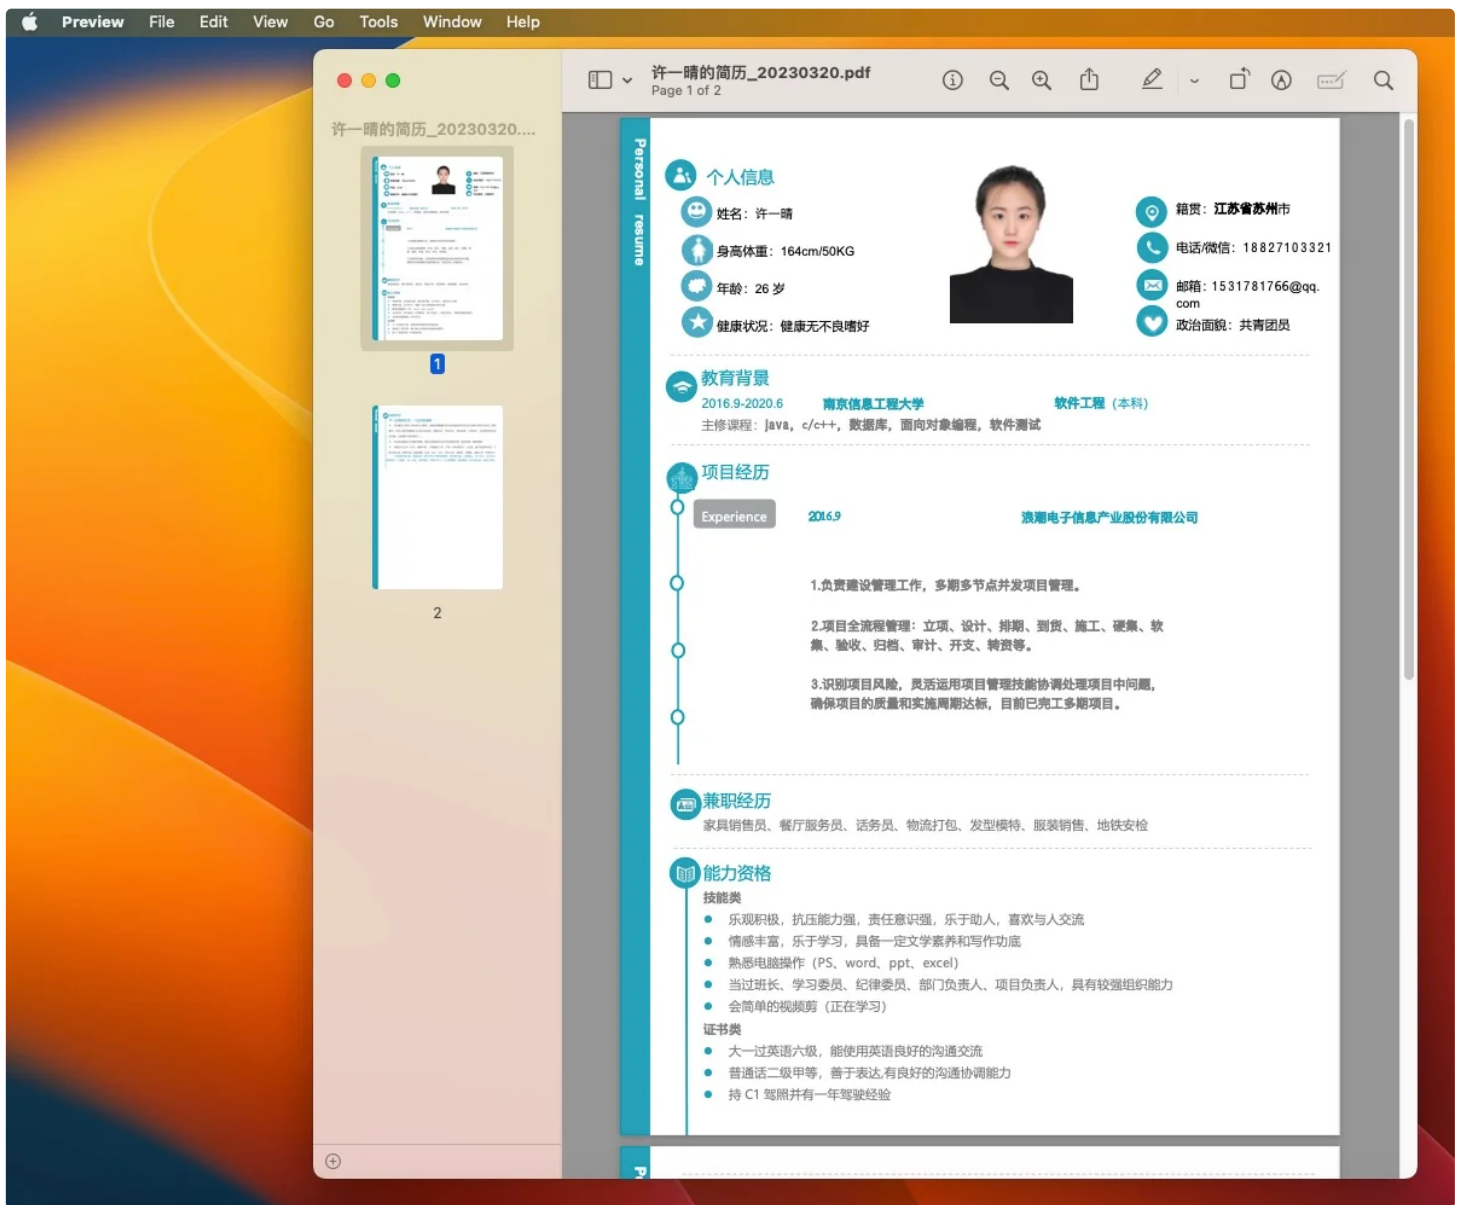 Preview File Edit View Go Tools Window Help
许一晴的简历_20230320.pdf
Page 1 of 2
许一晴的简历_20230320....
1
2
Personal resume
个人信息
姓名：许一晴
身高体重：164cm/50KG
年龄：26 岁
健康状况：健康无不良嗜好
籍贯：江苏省苏州市
电话/微信：18827103321
邮箱：1531781766@qq.
com
政治面貌：共青团员
教育背景
2016.9-2020.6 南京信息工程大学 软件工程（本科）
主修课程：java，c/c++，数据库，面向对象编程，软件测试
项目经历
Experience 2016.9 浪潮电子信息产业股份有限公司
1.负责建设管理工作，多期多节点并发项目管理。
2.项目全流程管理：立项、设计、排期、到货、施工、硬集、软
集、验收、归档、审计、开支、转资等。
3.识别项目风险，灵活运用项目管理技能协调处理项目中问题，
确保项目的质量和实施周期达标，目前已完工多期项目。
兼职经历
家具销售员、餐厅服务员、话务员、物流打包、发型模特、服装销售、地铁安检
能力资格
技能类
乐观积极，抗压能力强，责任意识强，乐于助人，喜欢与人交流
情感丰富，乐于学习，具备一定文学素养和写作功底
熟悉电脑操作（PS、word、ppt、excel）
当过班长、学习委员、纪律委员、部门负责人、项目负责人，具有较强组织能力
会简单的视频剪（正在学习）
证书类
大一过英语六级，能使用英语良好的沟通交流
普通话二级甲等，善于表达,有良好的沟通协调能力
持 C1 驾照并有一年驾驶经验